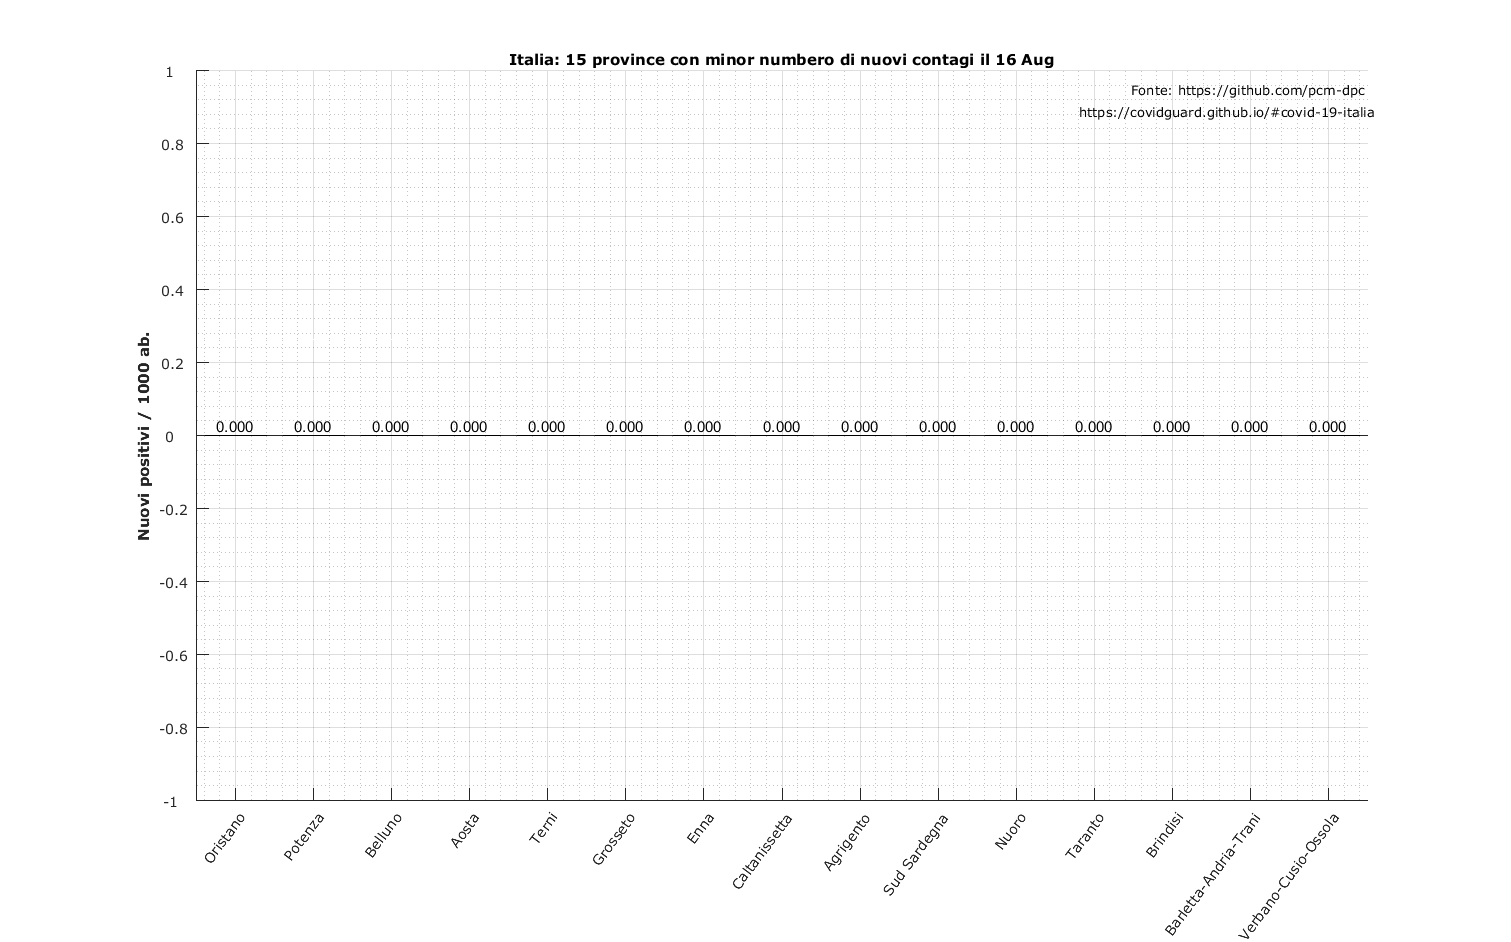 Italia: 15 province con minor numbero di nuovi contagi il 16 Aug
Fonte: https://github.com/pcm-dpc
https://covidguard.github.io/#covid-19-italia
Nuovi positivi / 1000 ab.
1
0.8
0.6
0.4
0.2
0
-0.2
-0.4
-0.6
-0.8
-1
0.000 0.000 0.000 0.000 0.000 0.000 0.000 0.000 0.000 0.000 0.000 0.000 0.000 0.000 0.000
Oristano
Potenza
Belluno
Aosta
Terni
Grosseto
Enna
Caltanissetta
Agrigento
Sud Sardegna
Nuoro
Taranto
Brindisi
Barletta-Andria-Trani
Verbano-Cusio-Ossola